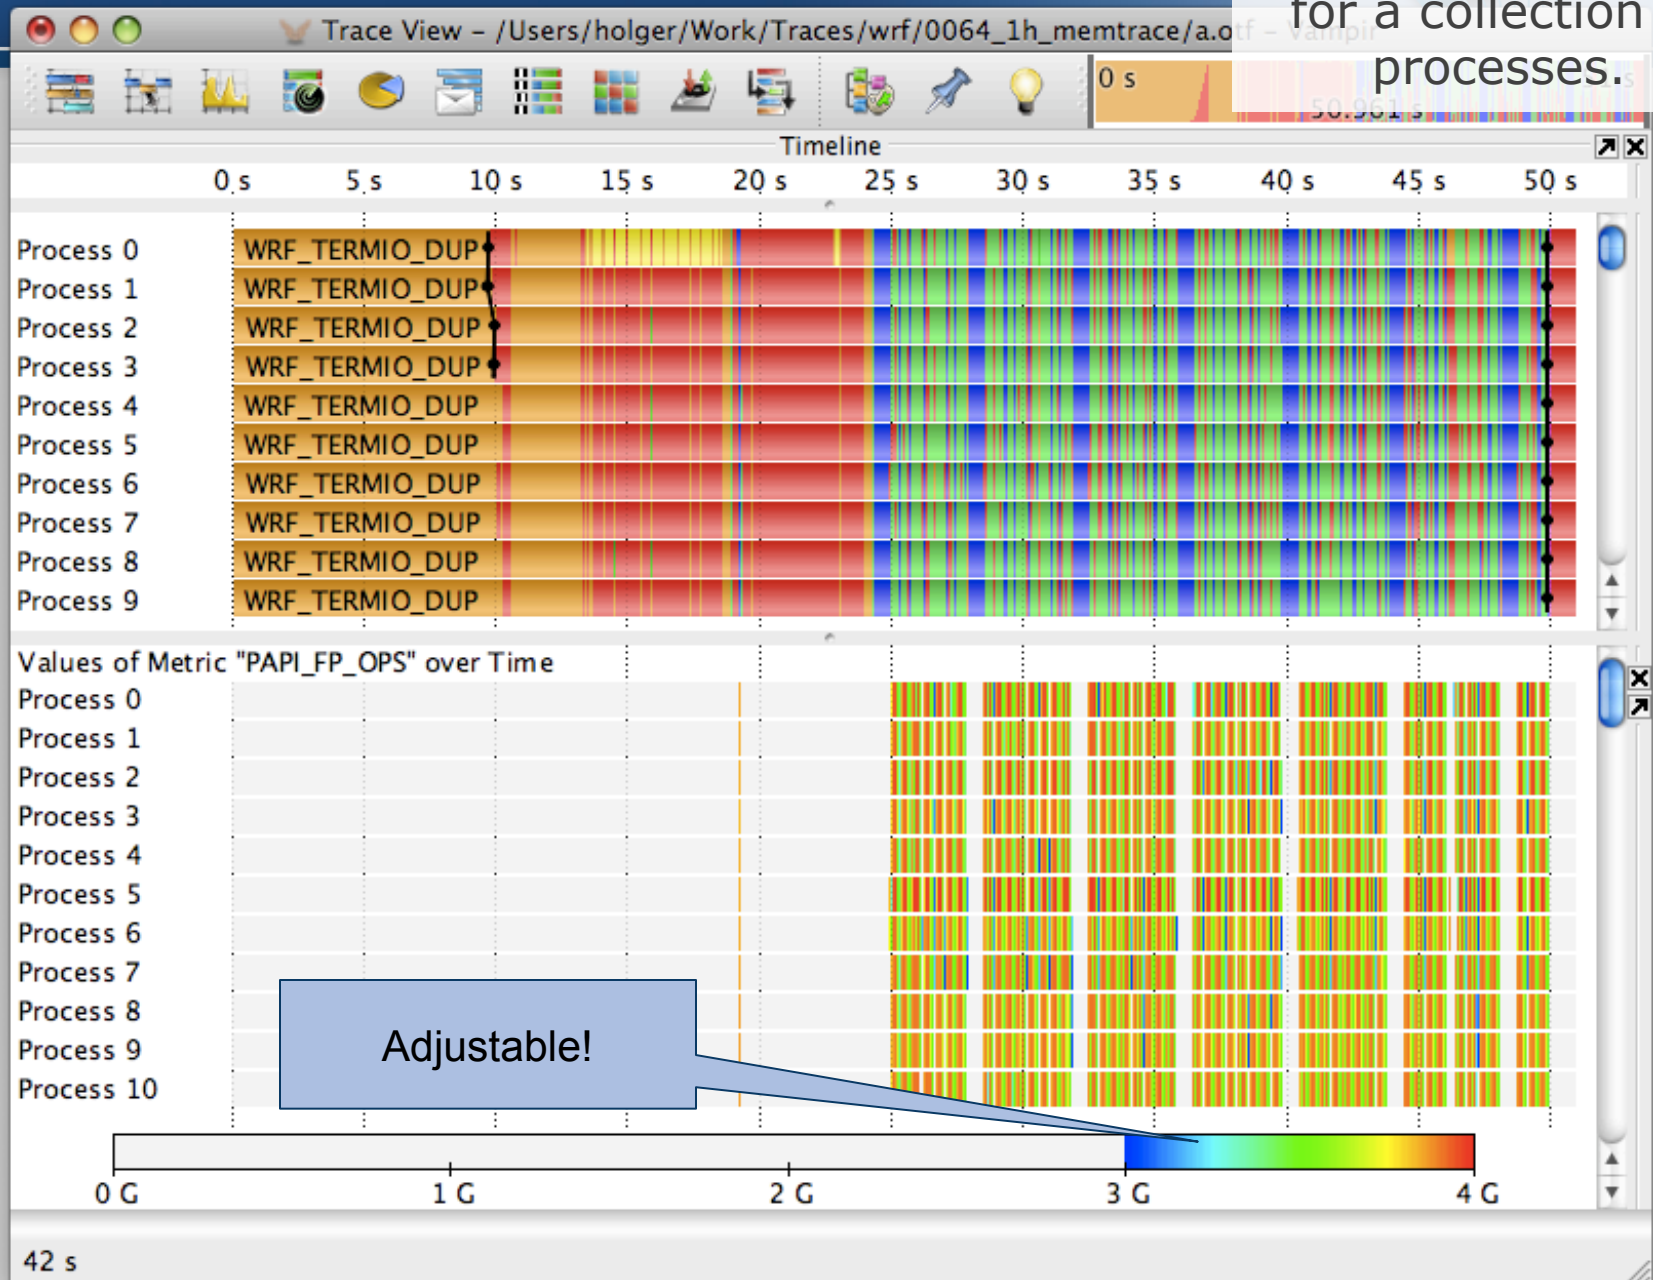 for a collection
processes.
Trace View – /Users/holger/Work/Traces/wrf/0064_1h_memtrace/a.otf – Vampir
0 s
50.961 s
Timeline
0 s 5 s 10 s 15 s 20 s 25 s 30 s 35 s 40 s 45 s 50 s
Process 0 WRF_TERMIO_DUP
Process 1 WRF_TERMIO_DUP
Process 2 WRF_TERMIO_DUP
Process 3 WRF_TERMIO_DUP
Process 4 WRF_TERMIO_DUP
Process 5 WRF_TERMIO_DUP
Process 6 WRF_TERMIO_DUP
Process 7 WRF_TERMIO_DUP
Process 8 WRF_TERMIO_DUP
Process 9 WRF_TERMIO_DUP
Values of Metric "PAPI_FP_OPS" over Time
Process 0
Process 1
Process 2
Process 3
Process 4
Process 5
Process 6
Process 7
Process 8
Process 9
Process 10
Adjustable!
0 G 1 G 2 G 3 G 4 G
42 s